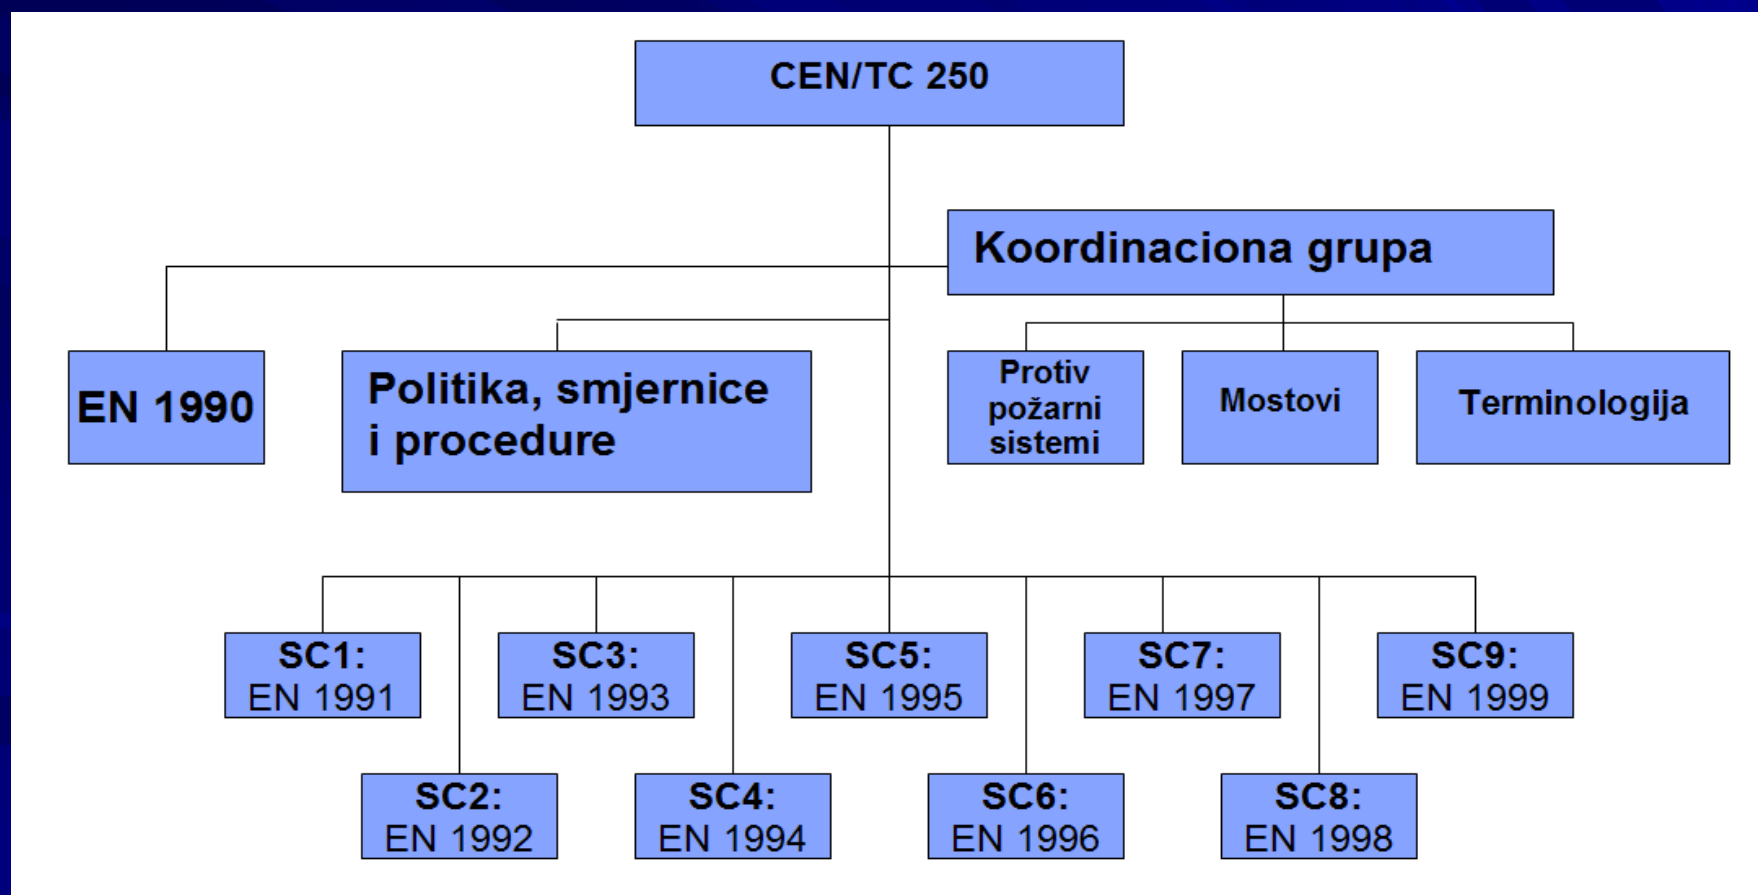 CEN/TC 250
Koordinaciona grupa
EN 1990
Politika, smjernice
i procedure
Protiv
požarni
sistemi
Mostovi
Terminologija
SC1:
EN 1991
SC3:
EN 1993
SC5:
EN 1995
SC7:
EN 1997
SC9:
EN 1999
SC2:
EN 1992
SC4:
EN 1994
SC6:
EN 1996
SC8:
EN 1998